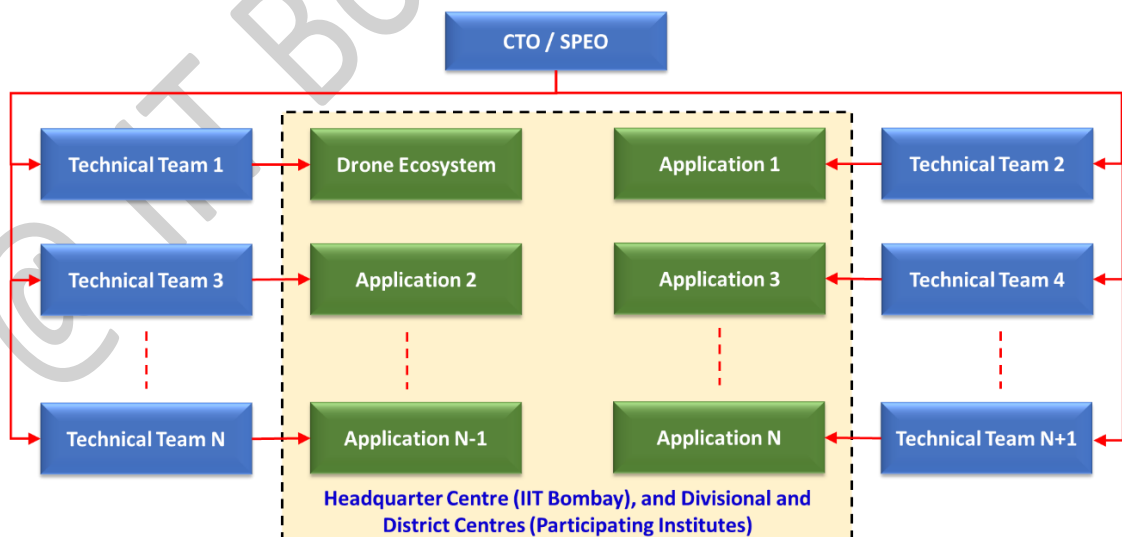 CTO / SPEO
Technical Team 1
Drone Ecosystem
Application 1
Technical Team 2
Technical Team 3
Application 2
Application 3
Technical Team 4
Technical Team N
Application N-1
Application N
Technical Team N+1
Headquarter Centre (IIT Bombay), and Divisional and
District Centres (Participating Institutes)
@ IIT Bo